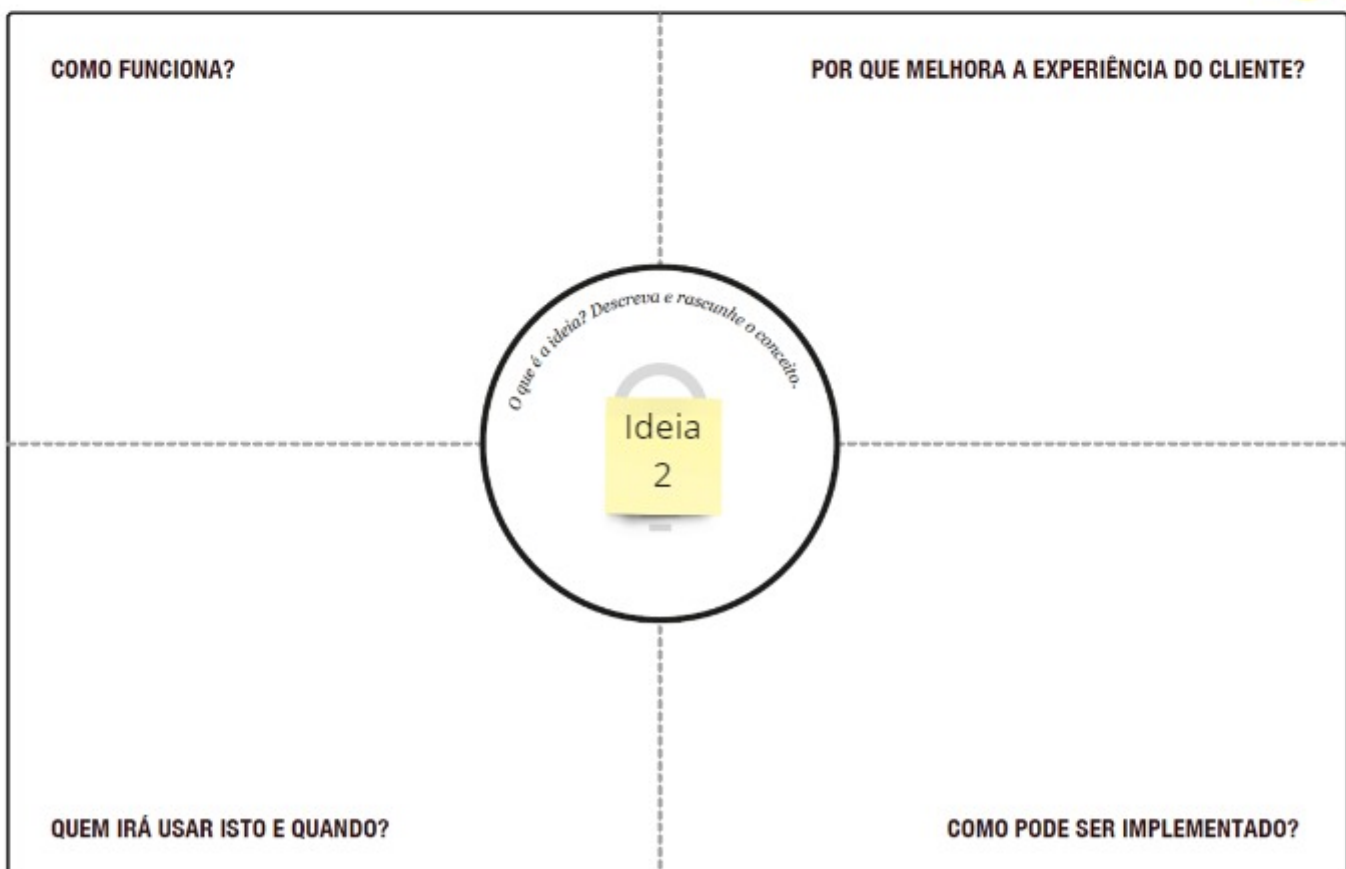 COMO FUNCIONA?
POR QUE MELHORA A EXPERIÊNCIA DO CLIENTE?
O que é a ideia? Descreva e rascunhe o conceito.
Ideia
2
QUEM IRÁ USAR ISTO E QUANDO?
COMO PODE SER IMPLEMENTADO?